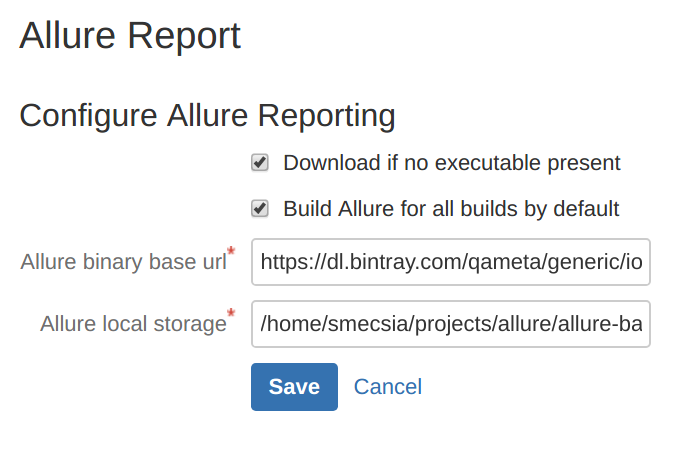 Allure Report
Configure Allure Reporting
Download if no executable present
Build Allure for all builds by default
Allure binary base url* https://dl.bintray.com/qameta/generic/io
Allure local storage* /home/smecsia/projects/allure/allure-ba
Save Cancel